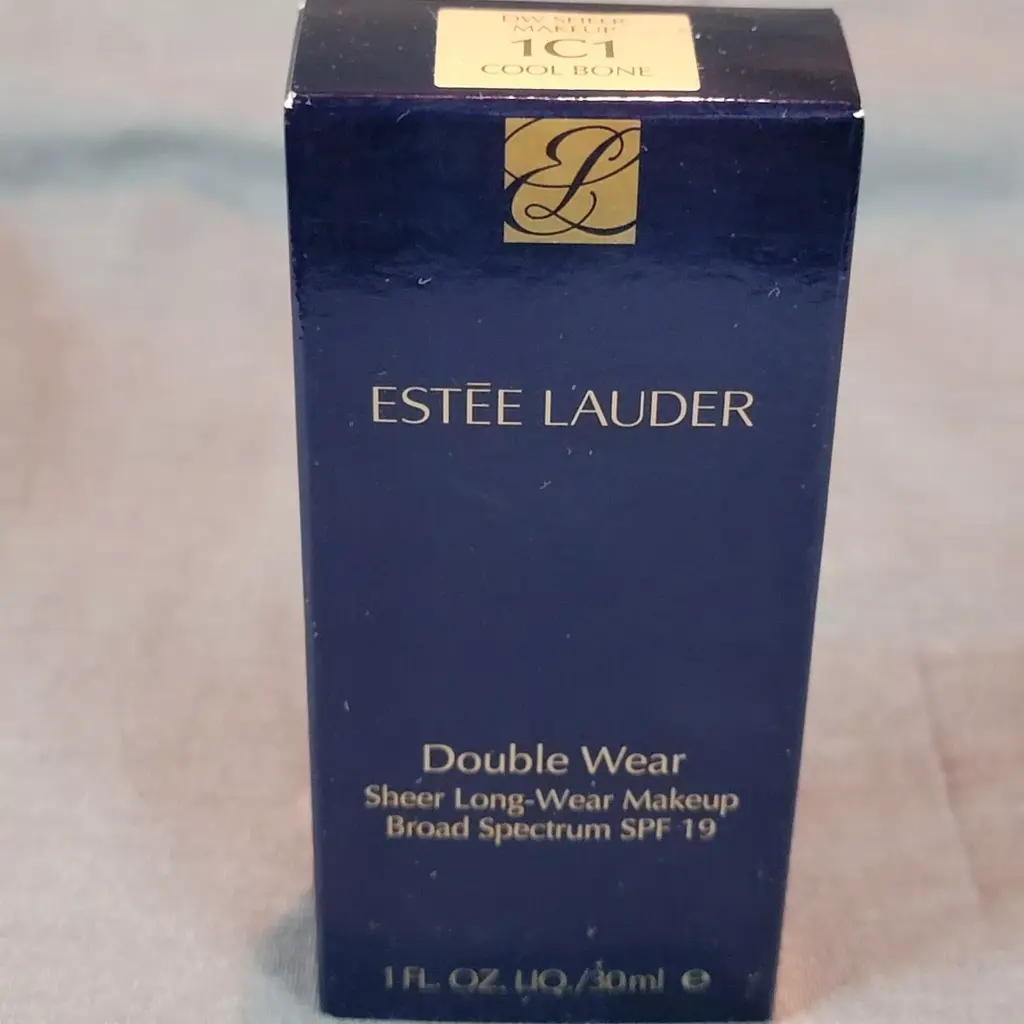 DW SHEER
MAKEUP
1C1
COOL BONE
EL
ESTĒE LAUDER
Double Wear
Sheer Long-Wear Makeup
Broad Spectrum SPF 19
1 FL. OZ. LIQ./30ml ℮